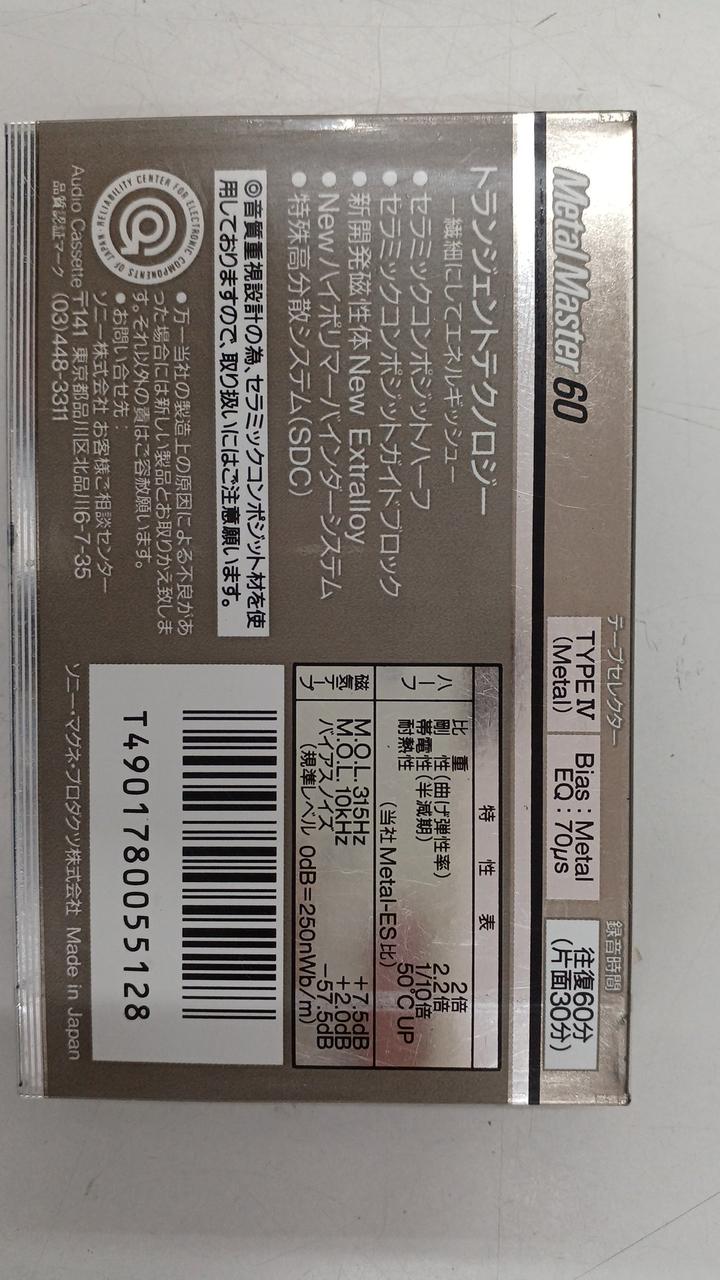 Metal Master 60
テープセレクター
TYPE Ⅳ
(Metal)
Bias : Metal
EQ : 70μs
録音時間
往復60分
(片面30分)
トランジェントテクノロジー
—繊細にしてエネルギッシュ—
●セラミックコンポジットハーフ
●セラミックコンポジットガイドブロック
●新開発磁性体New Extralloy
●Newハイポリマーバインダーシステム
●特殊高分散システム(SDC)
◎音質重視設計の為、セラミックコンポジット材を使
用しておりますので、取り扱いにはご注意願います。
RELIABILITY CENTER FOR ELECTRONIC COMPONENTS OF JAPAN
Audio Cassette
品質認証マーク
●万一当社の製造上の原因による不良があ
った場合には新しい製品とお取りかえ致しま
す。それ以外の責はご容赦願います。
●お問い合せ先：
ソニー株式会社 お客様ご相談センター
〒141 東京都品川区北品川6-7-35
(03)448-3311
特性表
ハーフ
比重 2倍
剛性(曲げ弾性率) 2.2倍
帯電性(半減期) 1/10倍
耐熱性 50℃ UP
(当社Metal-ES比)
磁気テープ
M.O.L. 315Hz +7.5dB
M.O.L. 10kHz +2.0dB
バイアスノイズ −57.5dB
(規準レベル 0dB=250nWb/m)
T4901780055128
ソニー・マグネ・プロダクツ株式会社 Made in Japan